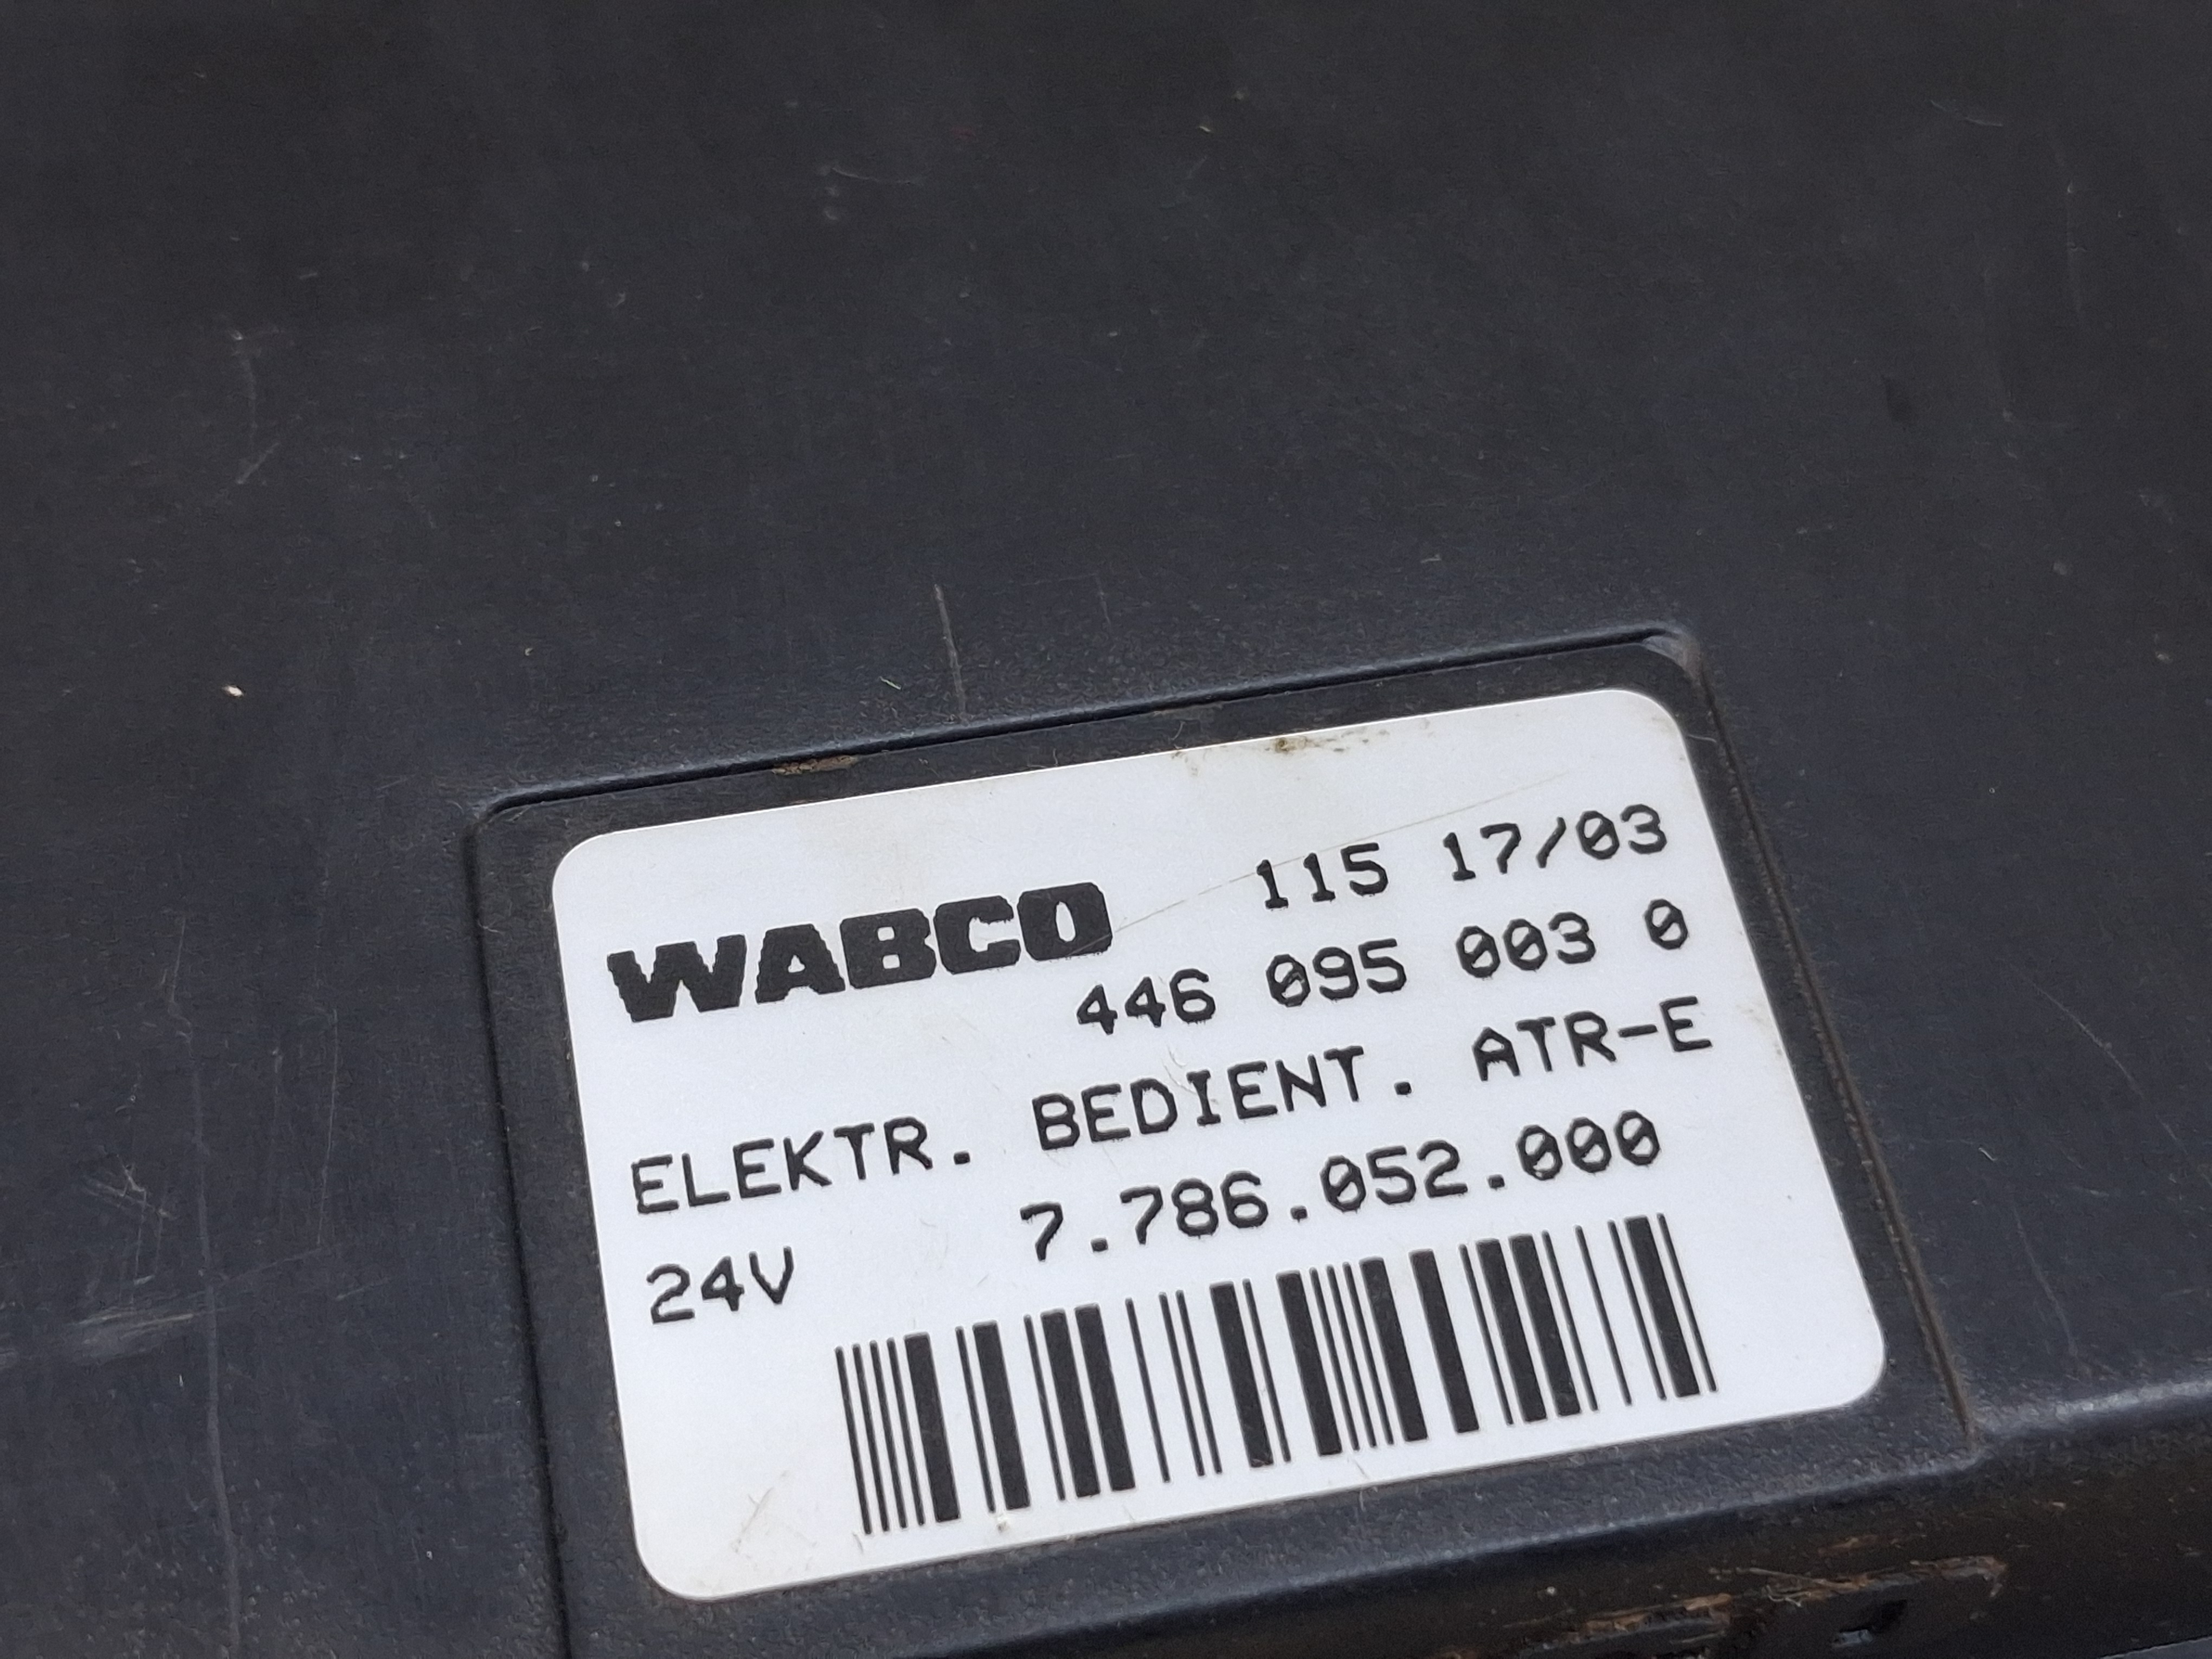 115 17/03
WABCO
446 095 003 0
ELEKTR. BEDIENT. ATR-E
24V 7.786.052.000